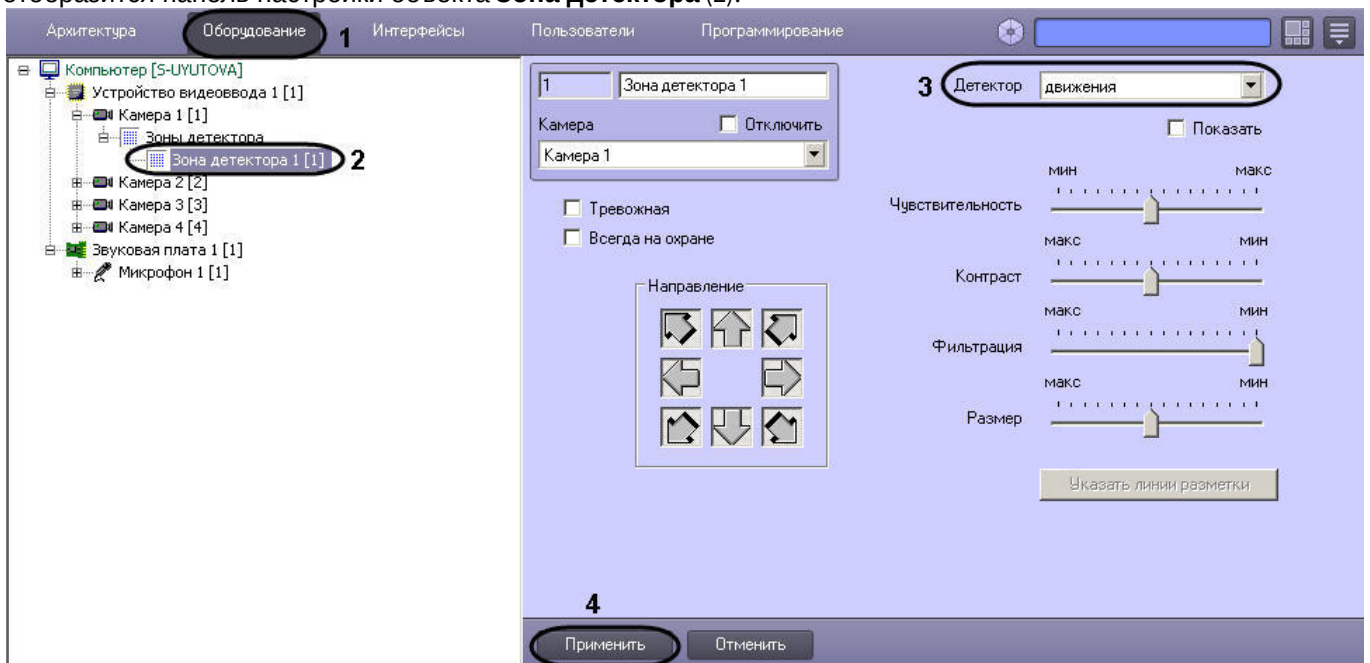 отобразится панель настройки объекта Зона детектора (2).
Архитектура Оборудование 1 Интерфейсы Пользователи Программирование
Компьютер [S-UYUTOVA]
Устройство видеоввода 1 [1]
Камера 1 [1]
Зоны детектора
Зона детектора 1 [1] 2
Камера 2 [2]
Камера 3 [3]
Камера 4 [4]
Звуковая плата 1 [1]
Микрофон 1 [1]
1 Зона детектора 1
Камера Отключить
Камера 1
Тревожная
Всегда на охране
Направление
3 Детектор движения
Показать
мин макс
Чувствительность
макс мин
Контраст
макс мин
Фильтрация
макс мин
Размер
Указать линии разметки
4
Применить Отменить